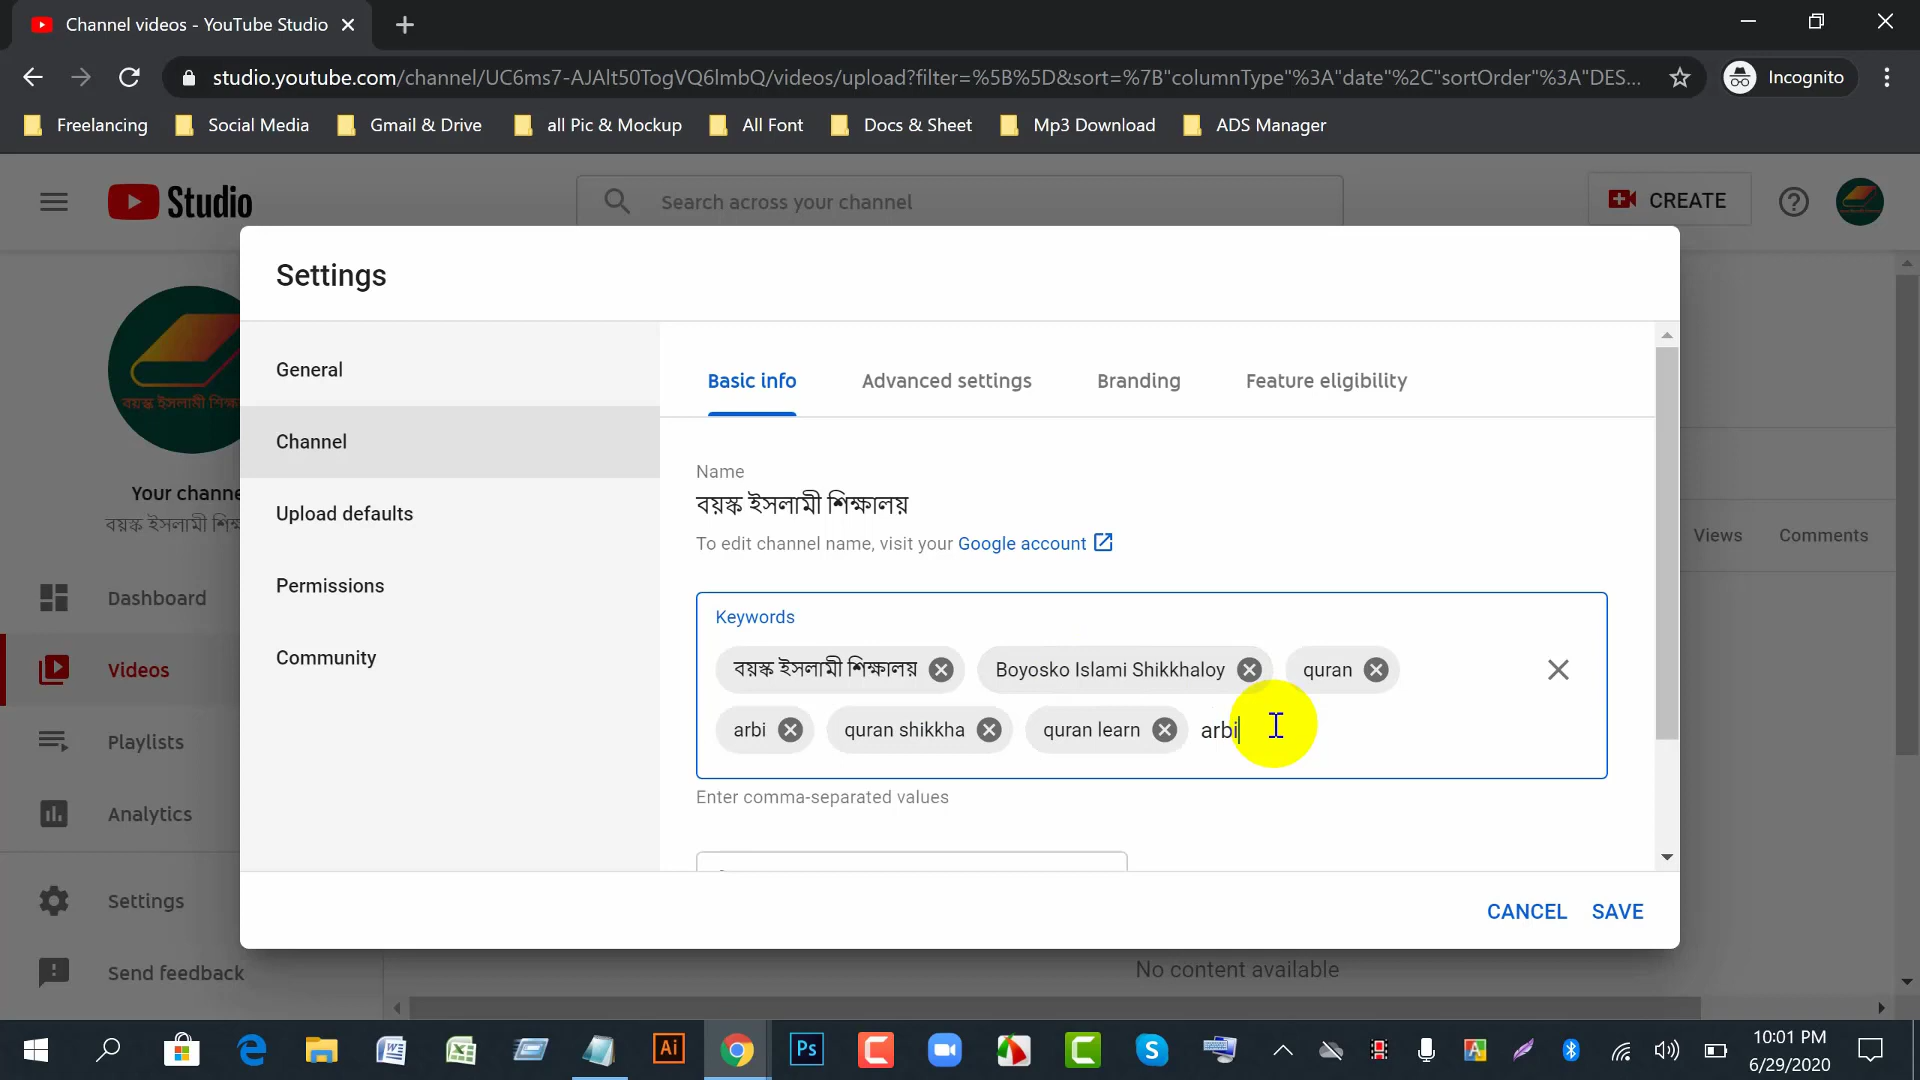 Channel videos - YouTube Studio
studio.youtube.com/channel/UC6ms7-AJAlt50TogVQ6lmbQ/videos/upload?filter=%5B%5D&sort=%7B"columnType"%3A"date"%2C"sortOrder"%3A"DES...
Incognito
Freelancing Social Media Gmail & Drive all Pic & Mockup All Font Docs & Sheet Mp3 Download ADS Manager
Studio
Search across your channel
CREATE
Settings
General
Basic info Advanced settings Branding Feature eligibility
Channel
Name
বয়স্ক ইসলামী শিক্ষালয়
Your channe
বয়স্ক ইসলামী শিক্ষ
Upload defaults
To edit channel name, visit your Google account
Views Comments
Permissions
Dashboard
Keywords
Community
বয়স্ক ইসলামী শিক্ষালয় Boyosko Islami Shikkhaloy quran
Videos
arbi quran shikkha quran learn arbi
Playlists
Enter comma-separated values
Analytics
Settings
CANCEL SAVE
Send feedback
No content available
Ai Ps
10:01 PM
6/29/2020